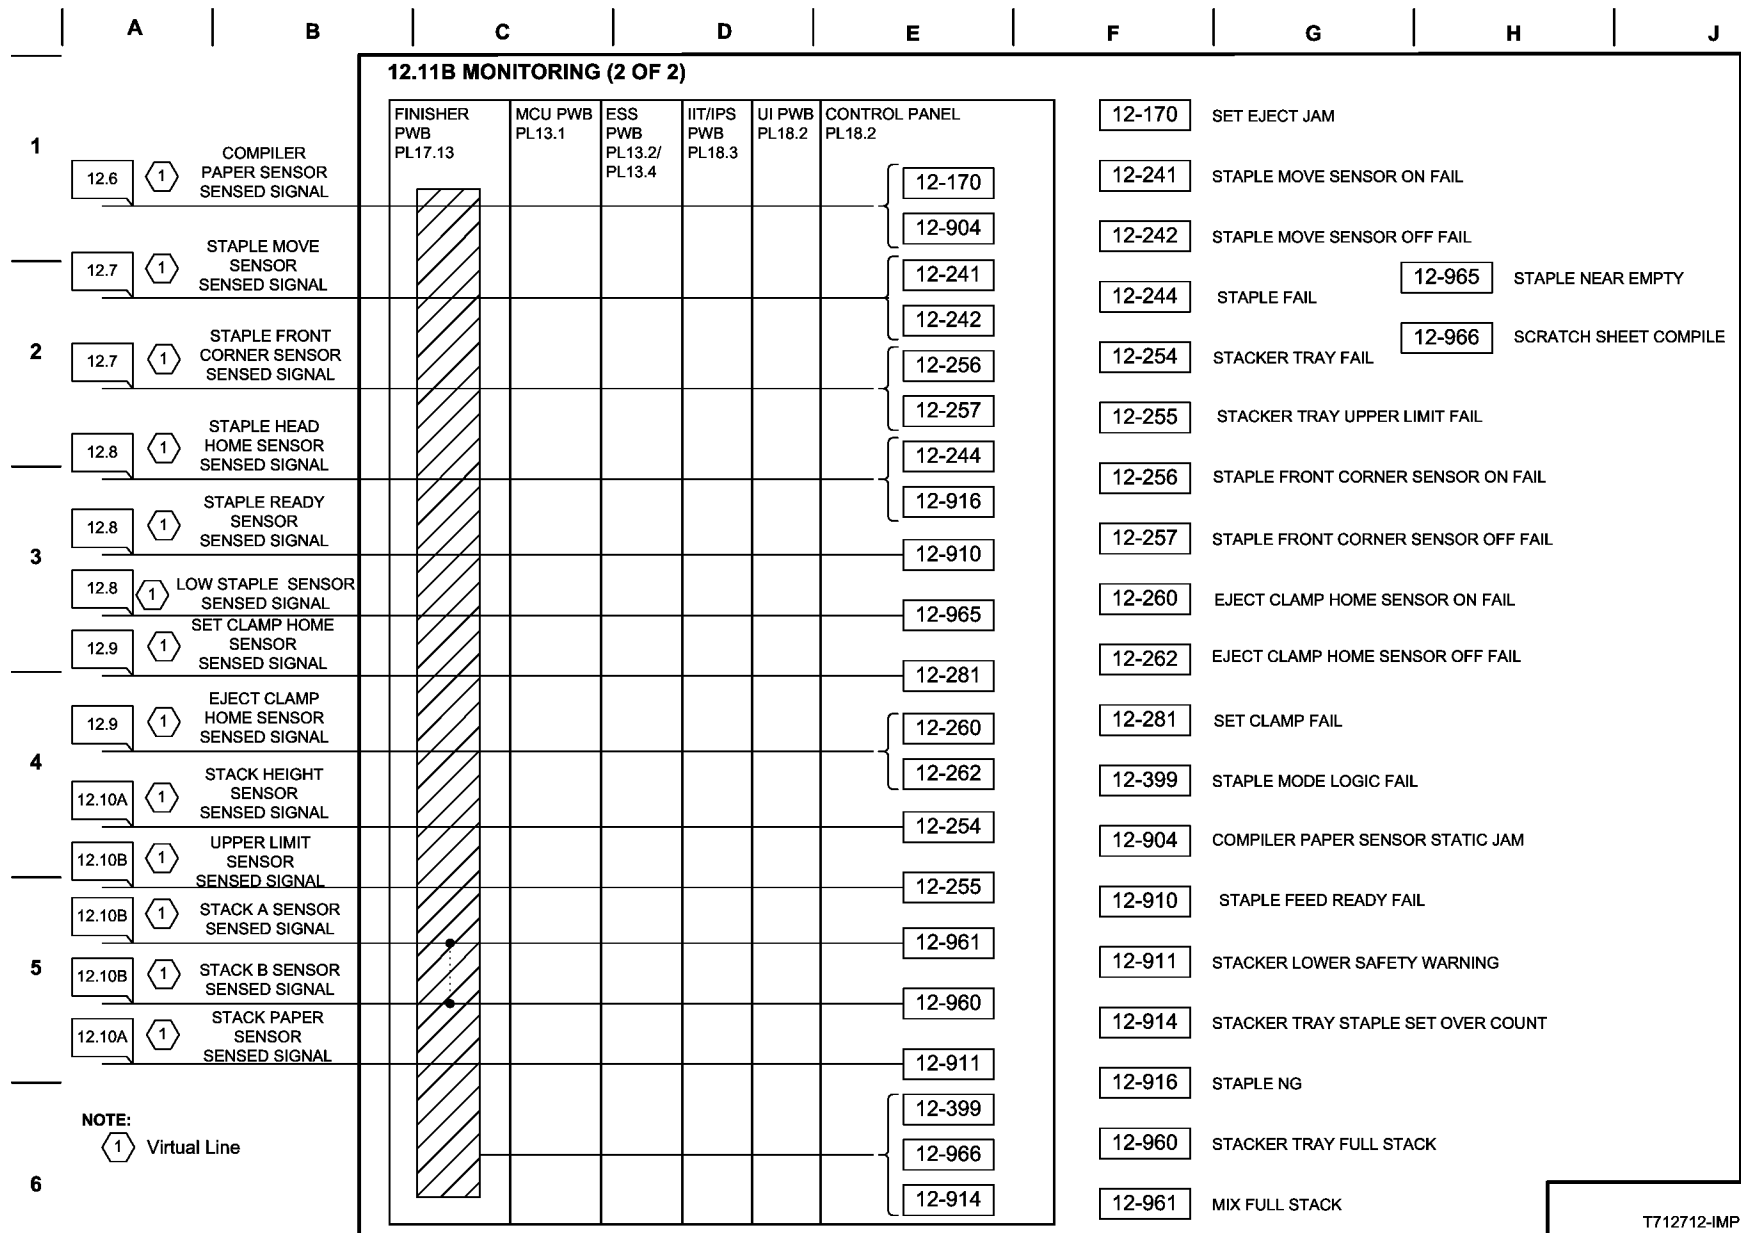 A B C D E F G H J
12.11B MONITORING (2 OF 2)
FINISHER
PWB
PL17.13
MCU PWB
PL13.1
ESS
PWB
PL13.2/
PL13.4
IIT/IPS
PWB
PL18.3
UI PWB
PL18.2
CONTROL PANEL
PL18.2
1
2
3
4
5
6
12.6 1 COMPILER
PAPER SENSOR
SENSED SIGNAL
12.7 1 STAPLE MOVE
SENSOR
SENSED SIGNAL
12.7 1 STAPLE FRONT
CORNER SENSOR
SENSED SIGNAL
12.8 1 STAPLE HEAD
HOME SENSOR
SENSED SIGNAL
12.8 1 STAPLE READY
SENSOR
SENSED SIGNAL
12.8 1 LOW STAPLE SENSOR
SENSED SIGNAL
12.9 1 SET CLAMP HOME
SENSOR
SENSED SIGNAL
12.9 1 EJECT CLAMP
HOME SENSOR
SENSED SIGNAL
12.10A 1 STACK HEIGHT
SENSOR
SENSED SIGNAL
12.10B 1 UPPER LIMIT
SENSOR
SENSED SIGNAL
12.10B 1 STACK A SENSOR
SENSED SIGNAL
12.10B 1 STACK B SENSOR
SENSED SIGNAL
12.10A 1 STACK PAPER
SENSOR
SENSED SIGNAL
NOTE:
1 Virtual Line
12-170
12-904
12-241
12-242
12-256
12-257
12-244
12-916
12-910
12-965
12-281
12-260
12-262
12-254
12-255
12-961
12-960
12-911
12-399
12-966
12-914
12-170 SET EJECT JAM
12-241 STAPLE MOVE SENSOR ON FAIL
12-242 STAPLE MOVE SENSOR OFF FAIL
12-244 STAPLE FAIL
12-254 STACKER TRAY FAIL
12-255 STACKER TRAY UPPER LIMIT FAIL
12-256 STAPLE FRONT CORNER SENSOR ON FAIL
12-257 STAPLE FRONT CORNER SENSOR OFF FAIL
12-260 EJECT CLAMP HOME SENSOR ON FAIL
12-262 EJECT CLAMP HOME SENSOR OFF FAIL
12-281 SET CLAMP FAIL
12-399 STAPLE MODE LOGIC FAIL
12-904 COMPILER PAPER SENSOR STATIC JAM
12-910 STAPLE FEED READY FAIL
12-911 STACKER LOWER SAFETY WARNING
12-914 STACKER TRAY STAPLE SET OVER COUNT
12-916 STAPLE NG
12-960 STACKER TRAY FULL STACK
12-961 MIX FULL STACK
12-965 STAPLE NEAR EMPTY
12-966 SCRATCH SHEET COMPILE
T712712-IMP